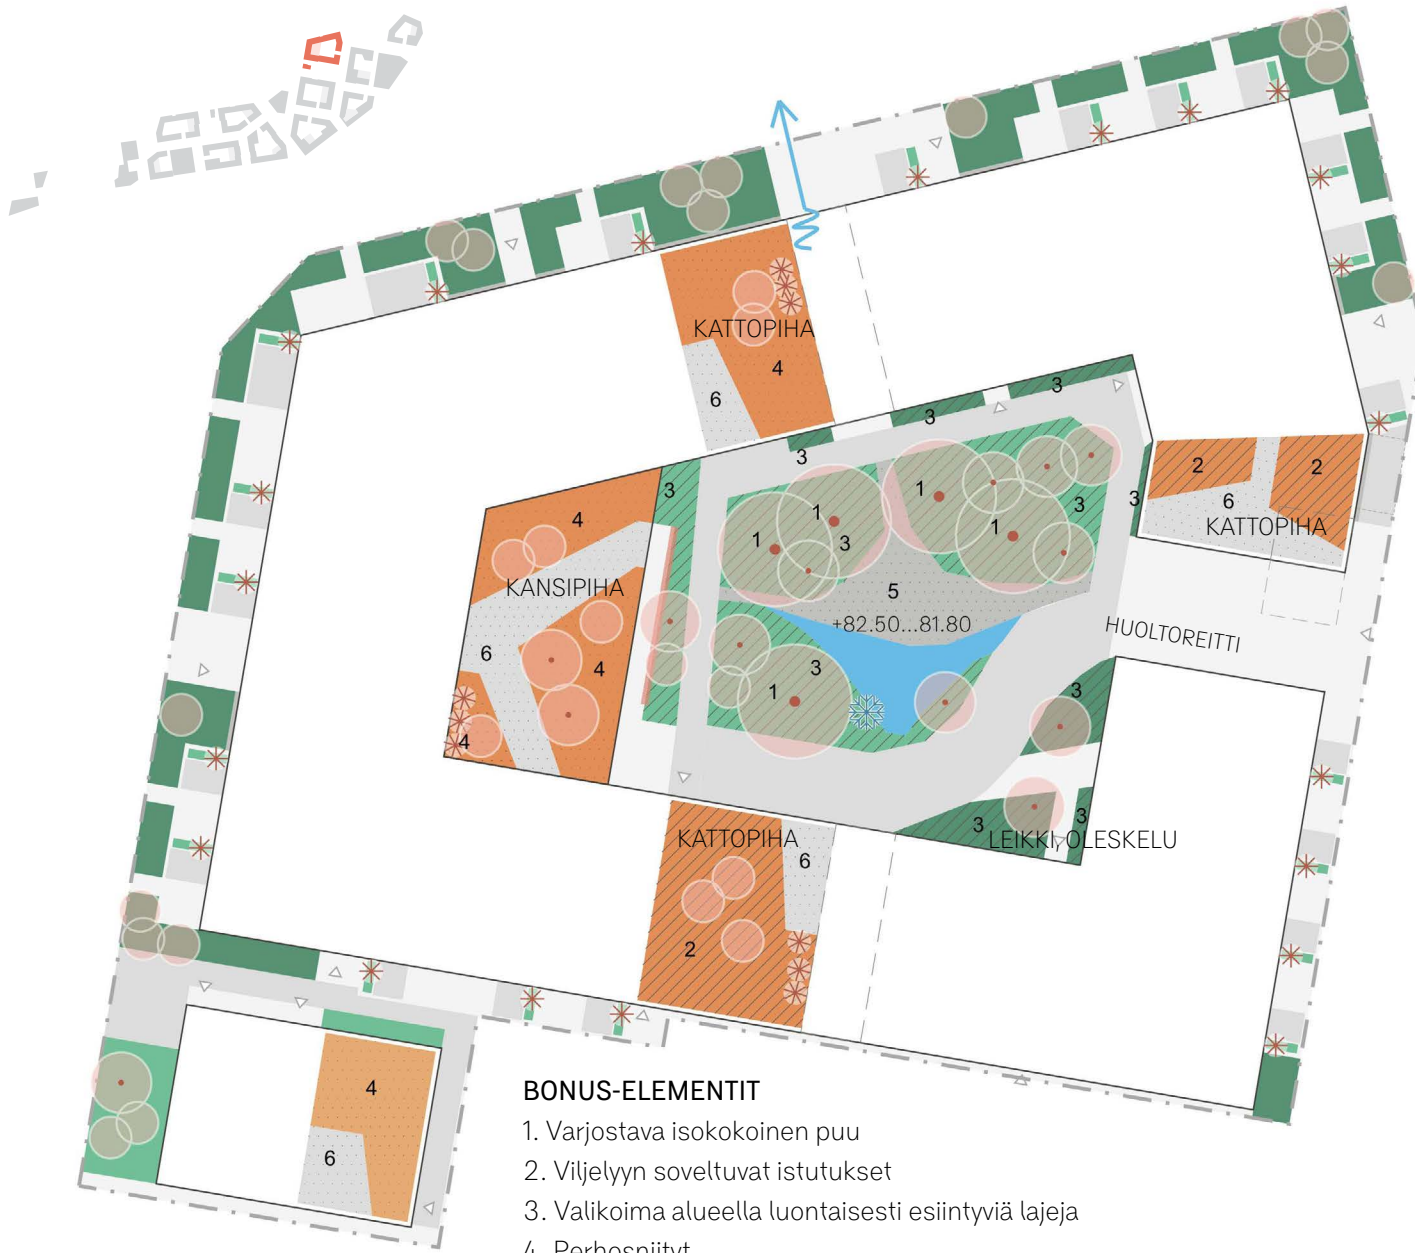 KATTOPIHA
4
6
3
3
3
3
2
2
6
KATTOPIHA
3
4
1
1
3
1
1
3
3
KANSIPIHA
5
+82.50...81.80
HUOLTOREITTI
6
4
4
1
3
3
KATTOPIHA
6
2
3
3
LEIKKI, OLESKELU
4
6
BONUS-ELEMENTIT
1. Varjostava isokokoinen puu
2. Viljelyyn soveltuvat istutukset
3. Valikoima alueella luontaisesti esiintyviä lajeja
4. Perhosniityt